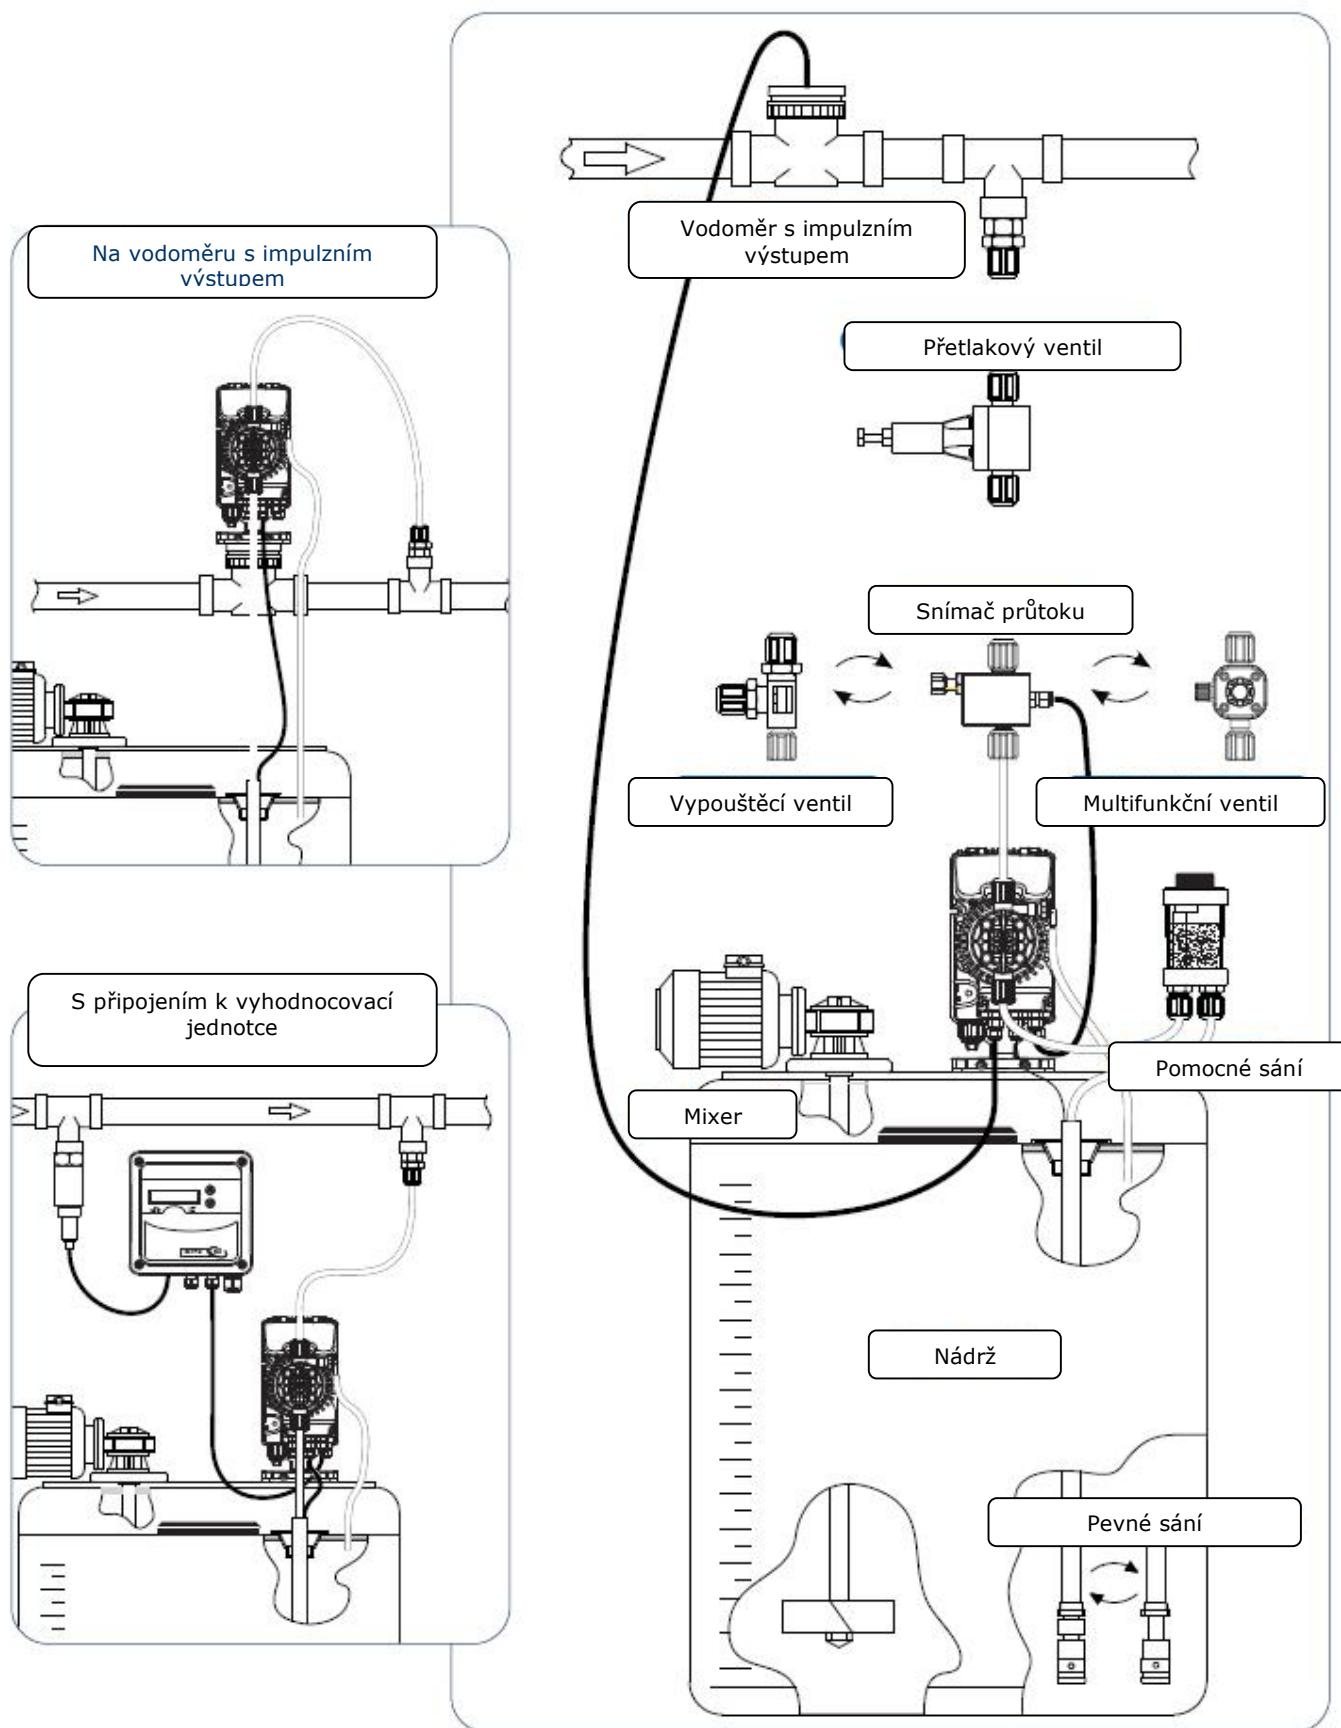 Vodoměr s impulzním
výstupem
Na vodoměru s impulzním
výstupem
Přetlakový ventil
Snímač průtoku
Vypouštěcí ventil
Multifunkční ventil
S připojením k vyhodnocovací
jednotce
Pomocné sání
Mixer
Nádrž
Pevné sání